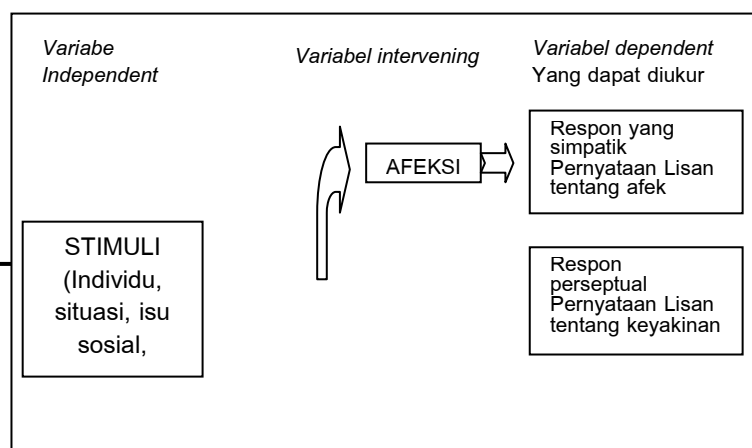 Variabe
Independent
Variabel intervening
Variabel dependent
Yang dapat diukur
STIMULI
(Individu,
situasi, isu
sosial,
AFEKSI
Respon yang
simpatik
Pernyataan Lisan
tentang afek
Respon
perseptual
Pernyataan Lisan
tentang keyakinan